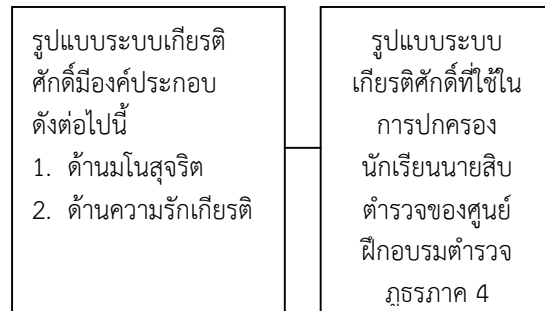 รูปแบบระบบเกียรติ
ศักดิ์มีองค์ประกอบ
ดังต่อไปนี้
1. ด้านมโนสุจริต
2. ด้านความรักเกียรติ
รูปแบบระบบ
เกียรติศักดิ์ที่ใช้ใน
การปกครอง
นักเรียนนายสิบ
ตำรวจของศูนย์
ฝึกอบรมตำรวจ
ภูธรภาค 4